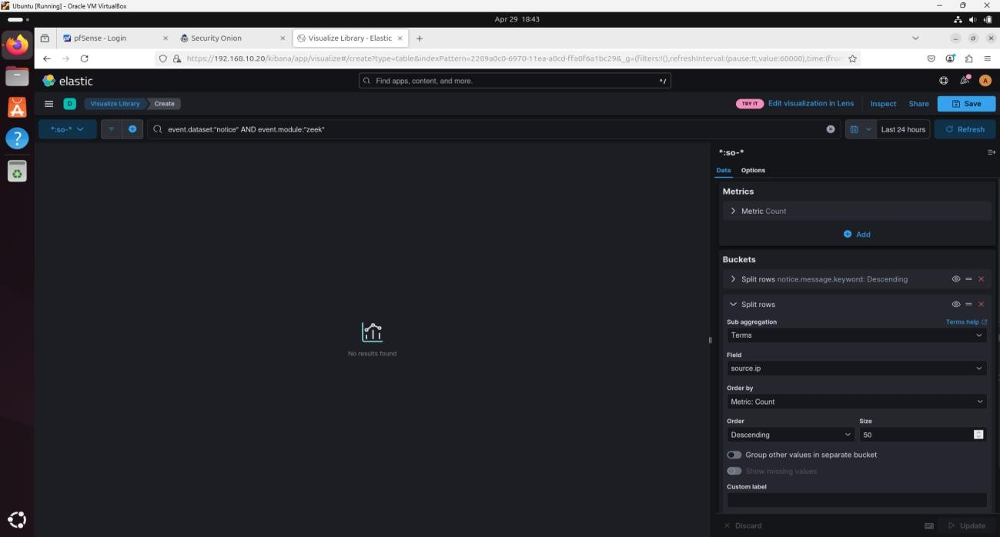 Ubuntu [Running] - Oracle VM VirtualBox
Apr 29 18:43
pfSense - Login
Security Onion
Visualize Library - Elastic
https://192.168.10.20/kibana/app/visualize#/create?type=table&indexPattern=2289a0c0-6970-11ea-a0cd-ffa0f6a1bc29&_g=(filters:!(),refreshInterval:(pause:!t,value:60000),time:(fro
elastic
Find apps, content, and more.
^/
A
D
Visualize Library
Create
TRY IT
Edit visualization in Lens
Inspect
Share
Save
*:so-*
event.dataset:"notice" AND event.module:"zeek"
Last 24 hours
Refresh
*:so-*
Data
Options
Metrics
Metric Count
Add
Buckets
Split rows notice.message.keyword: Descending
Split rows
Sub aggregation
Terms help
Terms
Field
source.ip
Order by
Metric: Count
Order
Size
Descending
50
Group other values in separate bucket
Show missing values
Custom label
No results found
Discard
Update